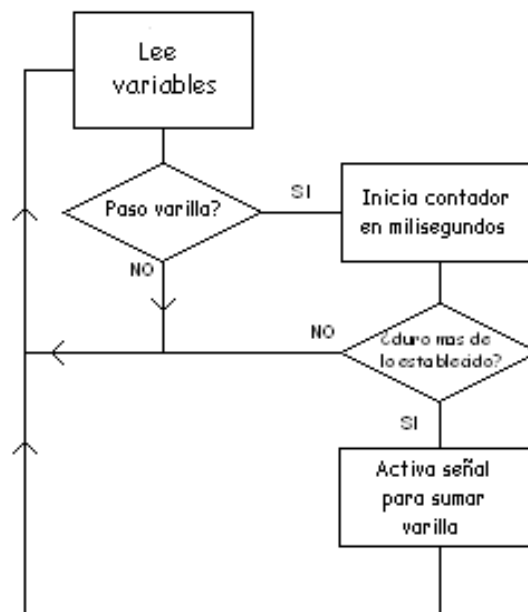 Lee
variables
Paso varilla?
SI
Inicia contador
en milisegundos
NO
NO
¿duro mas de
lo establecido?
SI
Activa señal
para sumar
varilla